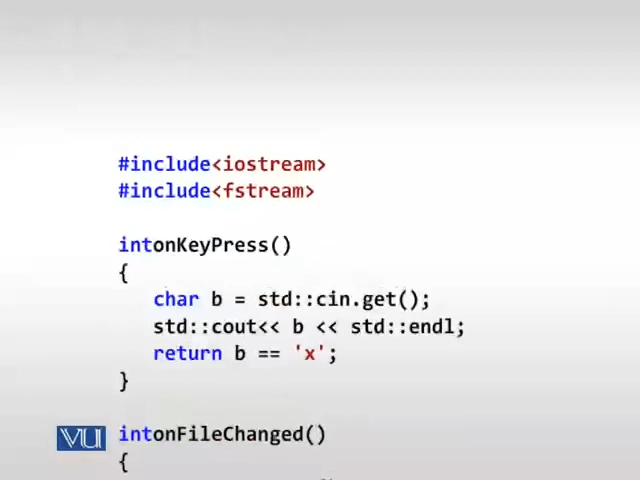 #include<iostream>
#include<fstream>
intonKeyPress()
{
char b = std::cin.get();
std::cout<< b << std::endl;
return b == 'x';
}
VU
intonFileChanged()
{